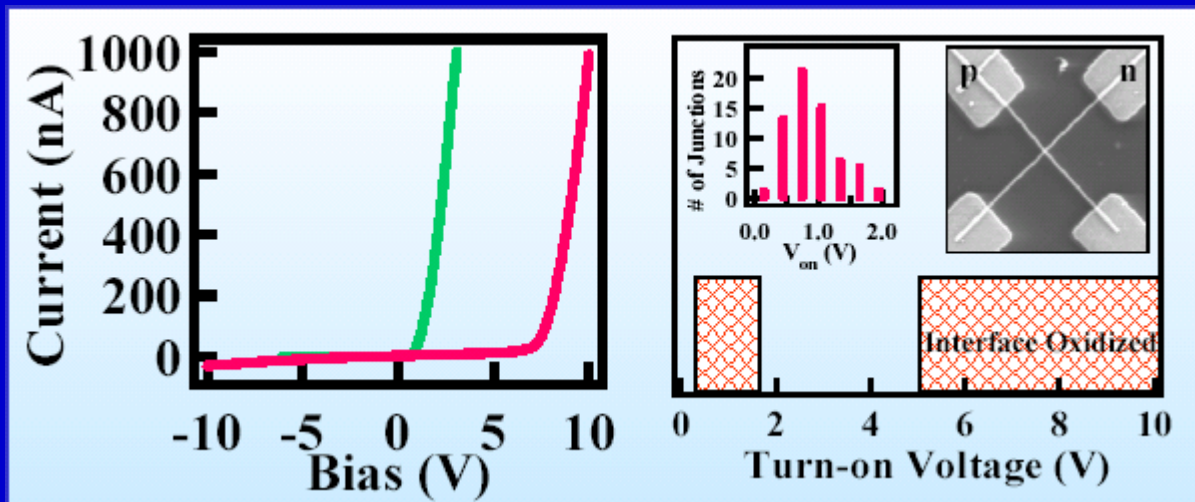 1000
800
600
400
200
0
Current (nA)
-10 -5 0 5 10
Bias (V)
20
15
10
5
0
# of Junctions
0.0 1.0 2.0
Von (V)
p n
Interface Oxidized
0 2 4 6 8 10
Turn-on Voltage (V)